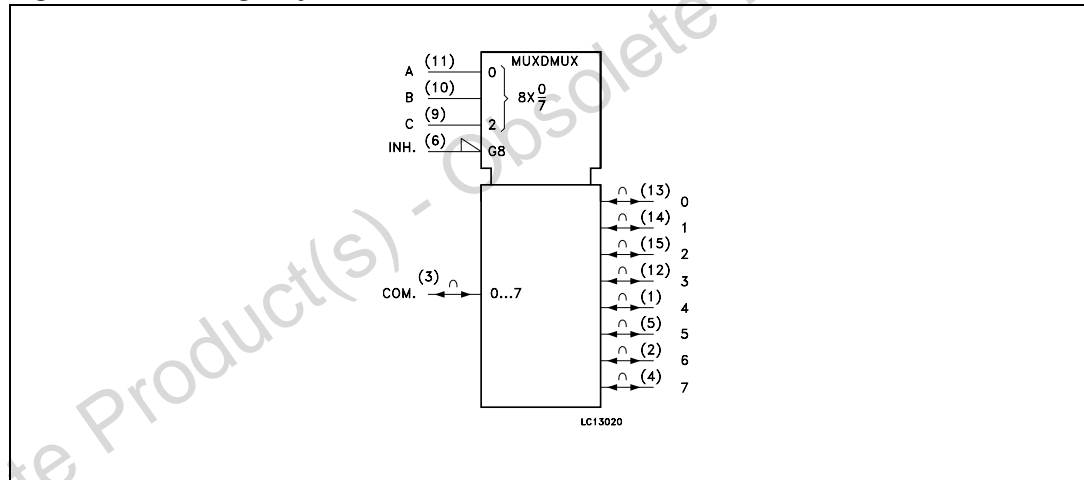 MUXDMUX
A (11) 0
B (10) 8X 0/7
C (9) 2
INH. (6) G8
∩ (13) 0
∩ (14) 1
∩ (15) 2
∩ (12) 3
COM. (3) ∩ 0...7
∩ (1) 4
∩ (5) 5
∩ (2) 6
∩ (4) 7
LC13020
te Product(s) - Obsolete